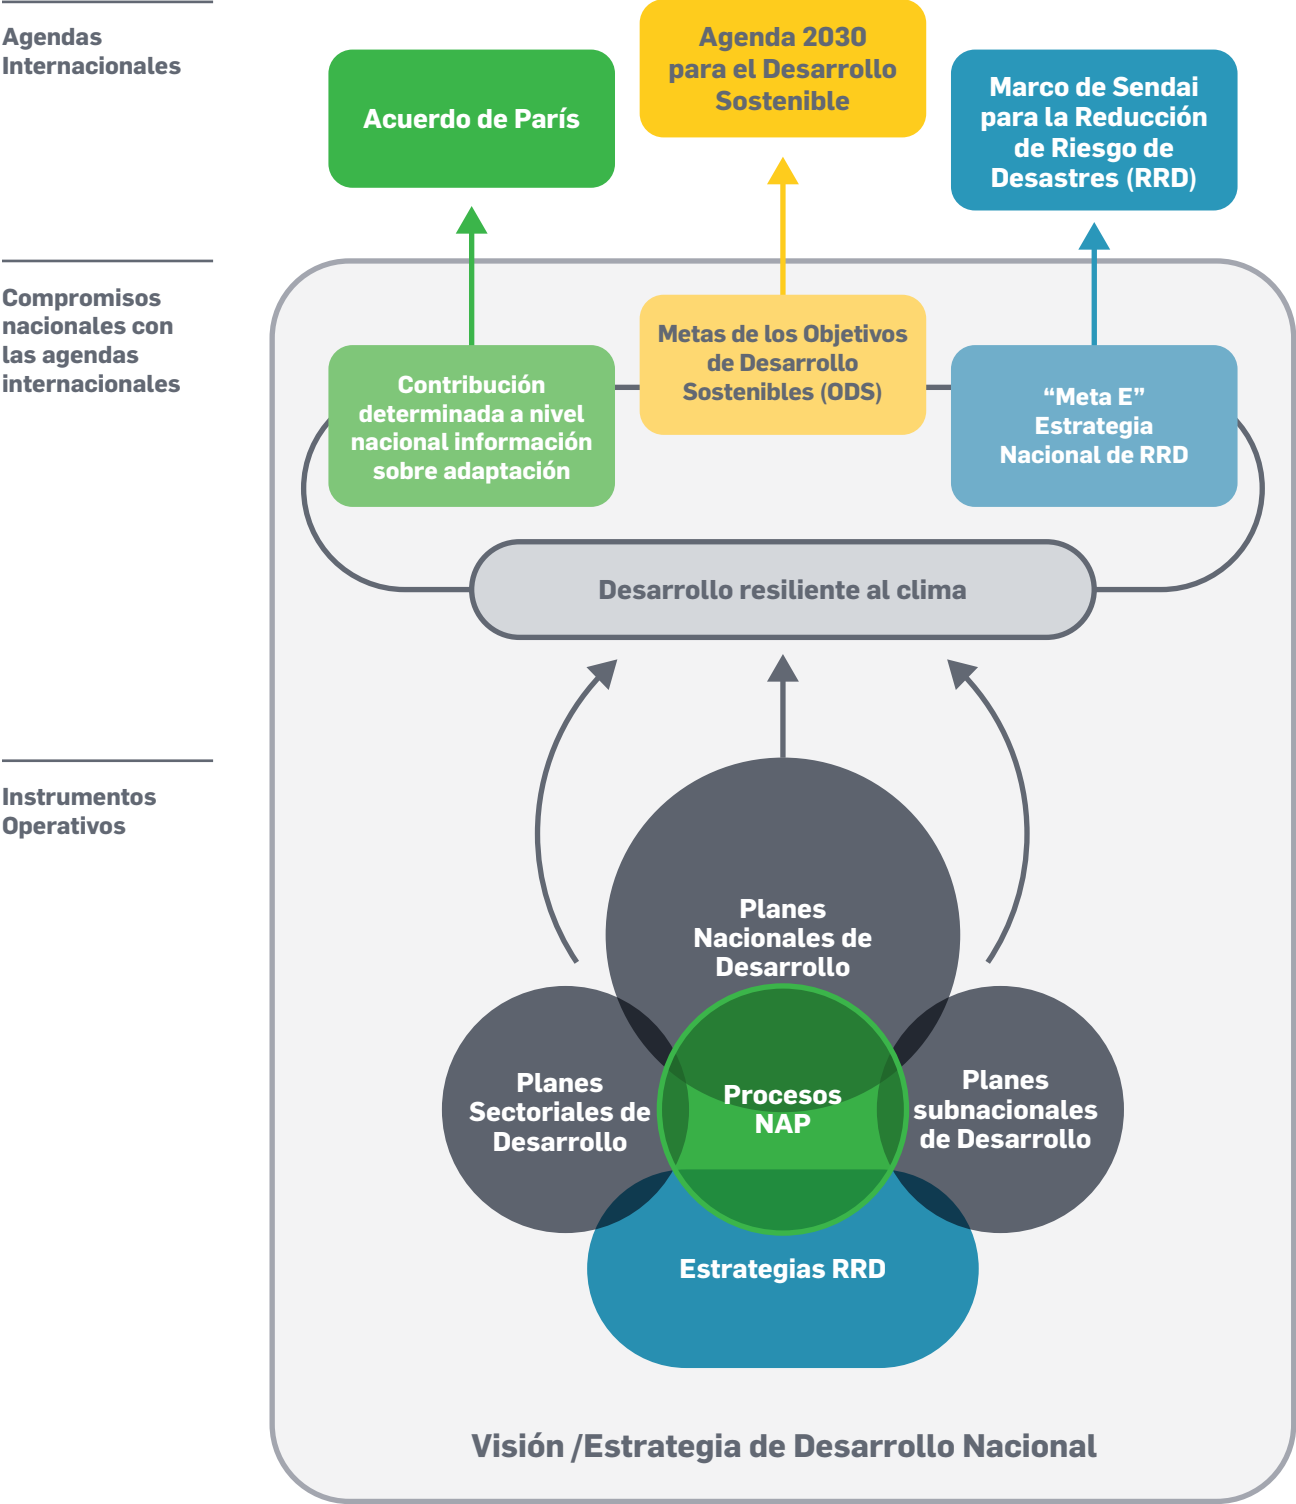 Agendas
Internacionales
Acuerdo de París
Agenda 2030
para el Desarrollo
Sostenible
Marco de Sendai
para la Reducción
de Riesgo de
Desastres (RRD)
Compromisos
nacionales con
las agendas
internacionales
Contribución
determinada a nivel
nacional información
sobre adaptación
Metas de los Objetivos
de Desarrollo
Sostenibles (ODS)
“Meta E”
Estrategia
Nacional de RRD
Desarrollo resiliente al clima
Instrumentos
Operativos
Planes
Nacionales de
Desarrollo
Planes
Sectoriales de
Desarrollo
Procesos
NAP
Planes
subnacionales
de Desarrollo
Estrategias RRD
Visión /Estrategia de Desarrollo Nacional